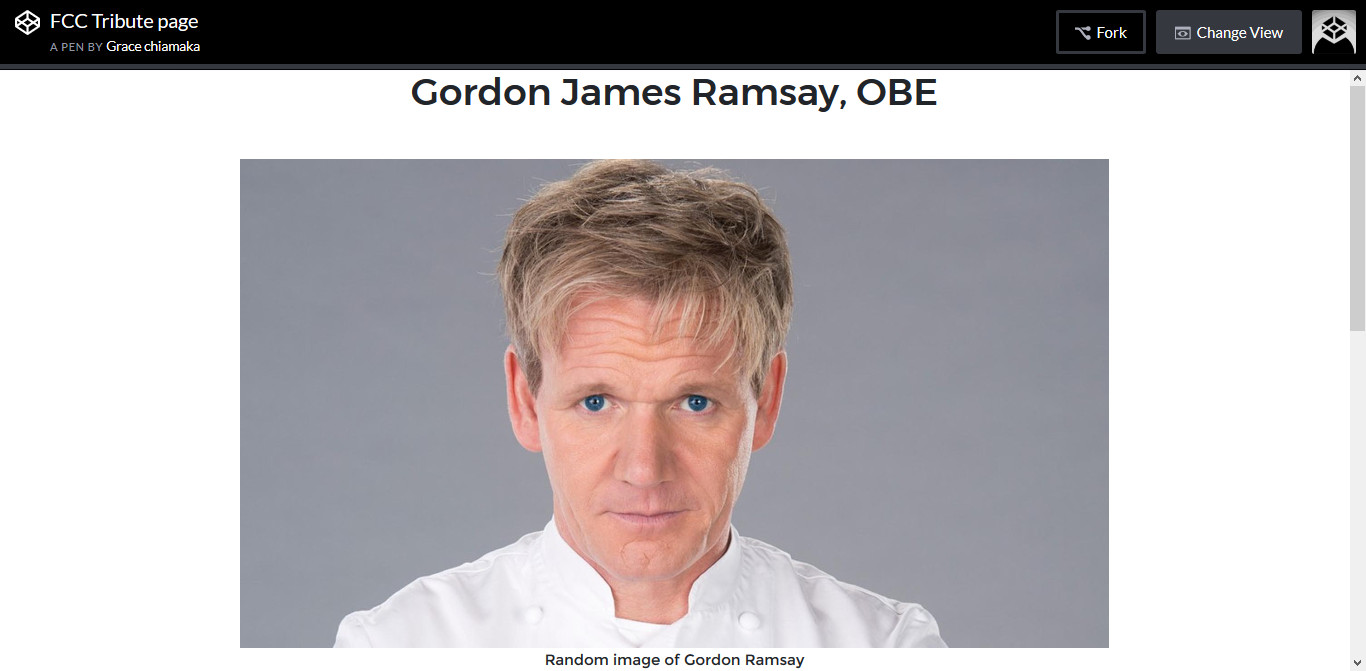 FCC Tribute page
A PEN BY Grace chiamaka
Fork
Change View
Gordon James Ramsay, OBE
Random image of Gordon Ramsay